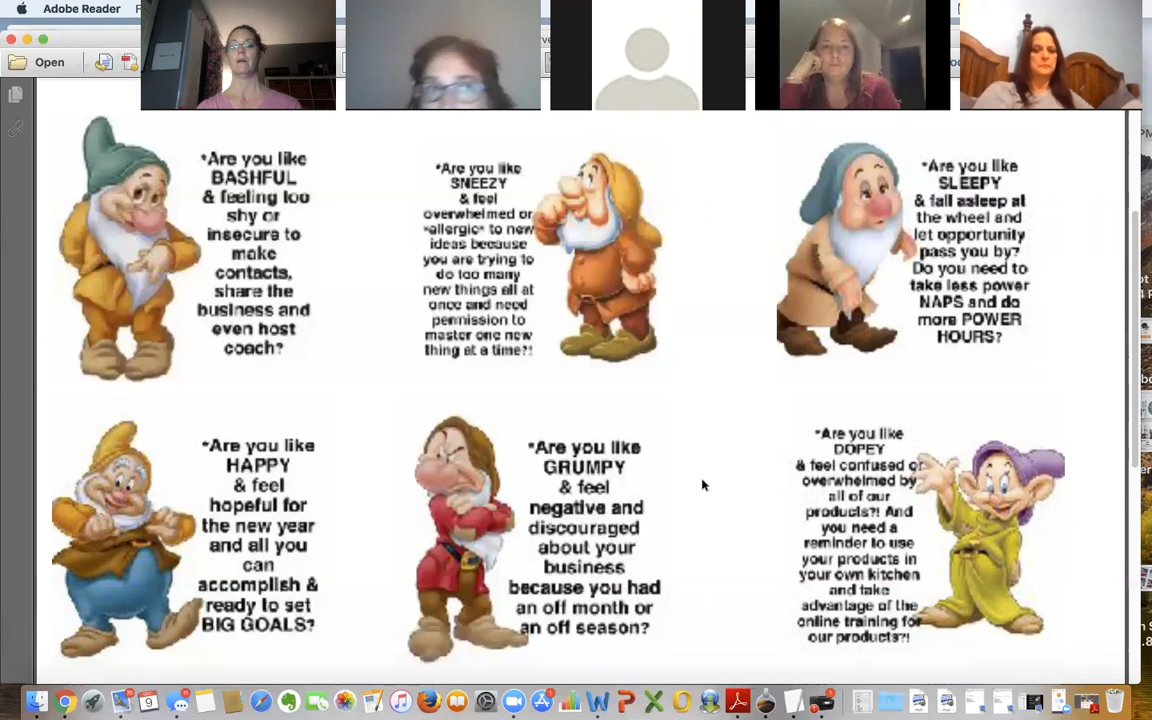 Adobe Reader
Open
*Are you like
BASHFUL
& feeling too
shy or
insecure to
make
contacts,
share the
business and
even host
coach?
*Are you like
SNEEZY
& feel
overwhelmed or
*allergic* to new
ideas because
you are trying to
do too many
new things all at
once and need
permission to
master one new
thing at a time?!
*Are you like
SLEEPY
& fall asleep at
the wheel and
let opportunity
pass you by?
Do you need to
take less power
NAPS and do
more POWER
HOURS?
*Are you like
HAPPY
& feel
hopeful for
the new year
and all you
can
accomplish &
ready to set
BIG GOALS?
*Are you like
GRUMPY
& feel
negative and
discouraged
about your
business
because you had
an off month or
an off season?
*Are you like
DOPEY
& feel confused or
overwhelmed by
all of our
products?! And
you need a
reminder to use
your products in
your own kitchen
and take
advantage of the
online training for
our products?!